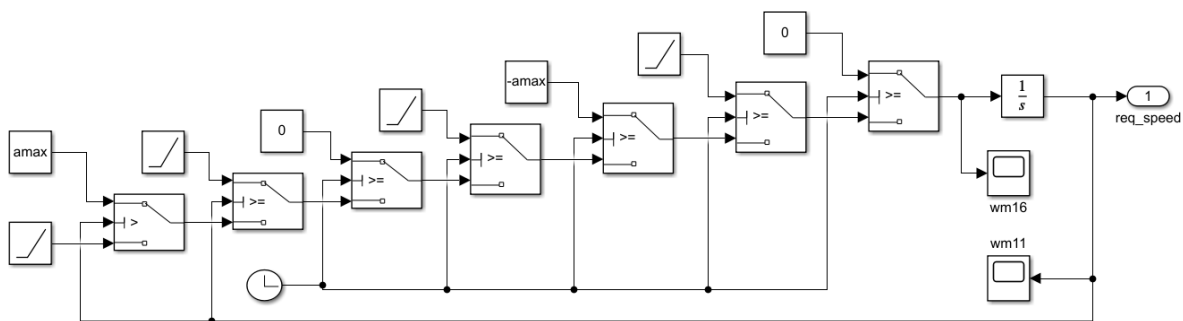 0
1
-amax
>=
>=
1
s
>=
req_speed
0
>=
amax
>=
>=
wm16
>
wm11